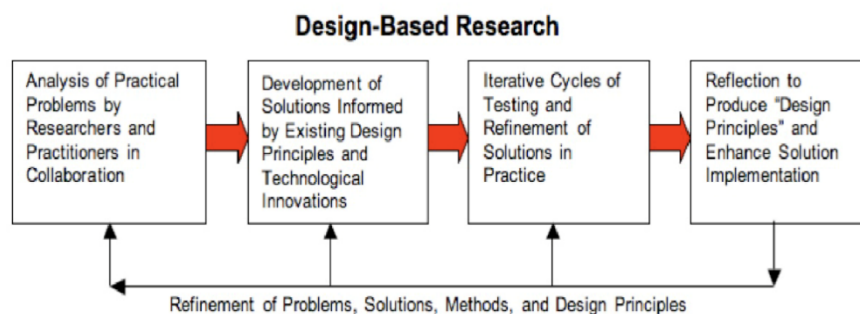 Design-Based Research
Analysis of Practical
Problems by
Researchers and
Practitioners in
Collaboration
Development of
Solutions Informed
by Existing Design
Principles and
Technological
Innovations
Iterative Cycles of
Testing and
Refinement of
Solutions in
Practice
Reflection to
Produce “Design
Principles” and
Enhance Solution
Implementation
Refinement of Problems, Solutions, Methods, and Design Principles